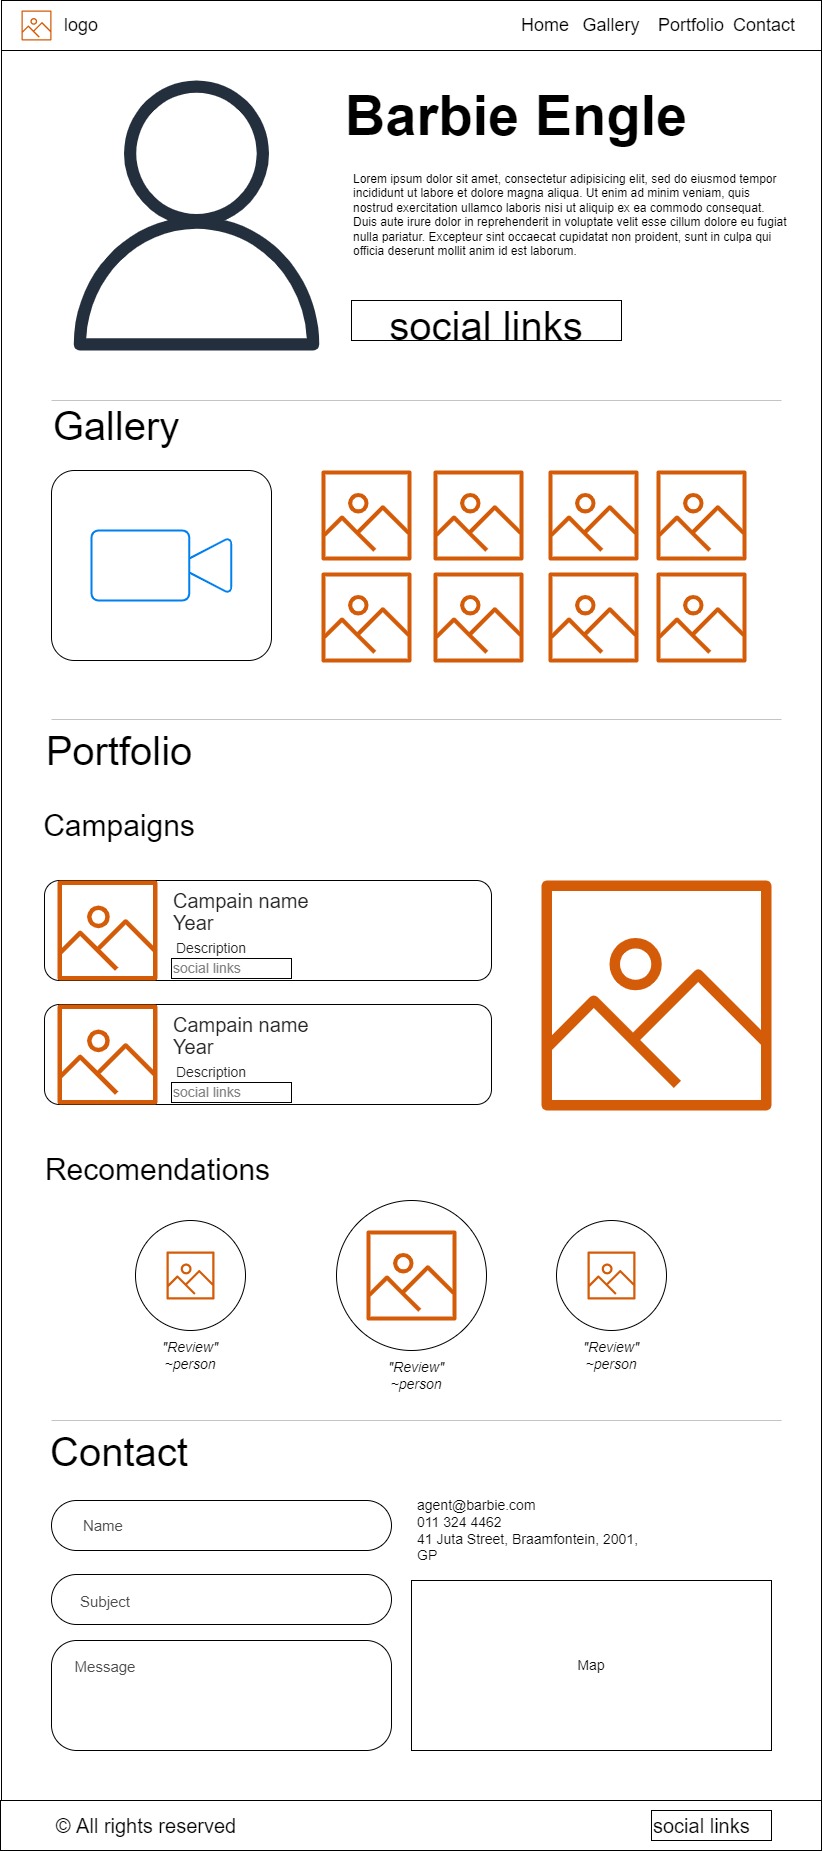 logo
Home Gallery Portfolio Contact
Barbie Engle
Lorem ipsum dolor sit amet, consectetur adipisicing elit, sed do eiusmod tempor
incididunt ut labore et dolore magna aliqua. Ut enim ad minim veniam, quis
nostrud exercitation ullamco laboris nisi ut aliquip ex ea commodo consequat.
Duis aute irure dolor in reprehenderit in voluptate velit esse cillum dolore eu fugiat
nulla pariatur. Excepteur sint occaecat cupidatat non proident, sunt in culpa qui
officia deserunt mollit anim id est laborum.
social links
Gallery
Portfolio
Campaigns
Campain name
Year
Description
social links
Campain name
Year
Description
social links
Recomendations
"Review"
~person
"Review"
~person
"Review"
~person
Contact
Name
Subject
Message
agent@barbie.com
011 324 4462
41 Juta Street, Braamfontein, 2001,
GP
Map
© All rights reserved
social links